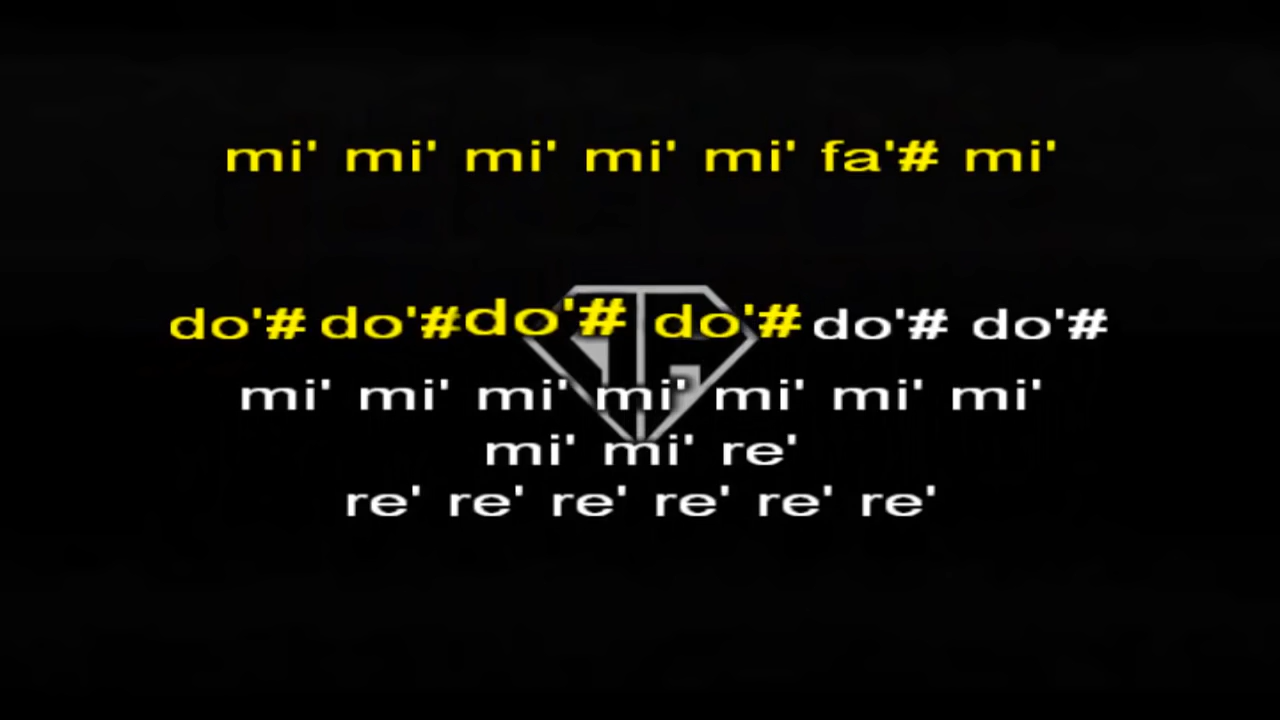 mi' mi' mi' mi' mi' fa'# mi'
do'# do'# do'# do'# do'# do'#
mi' mi' mi' mi' mi' mi' mi'
mi' mi' re'
re' re' re' re' re' re'